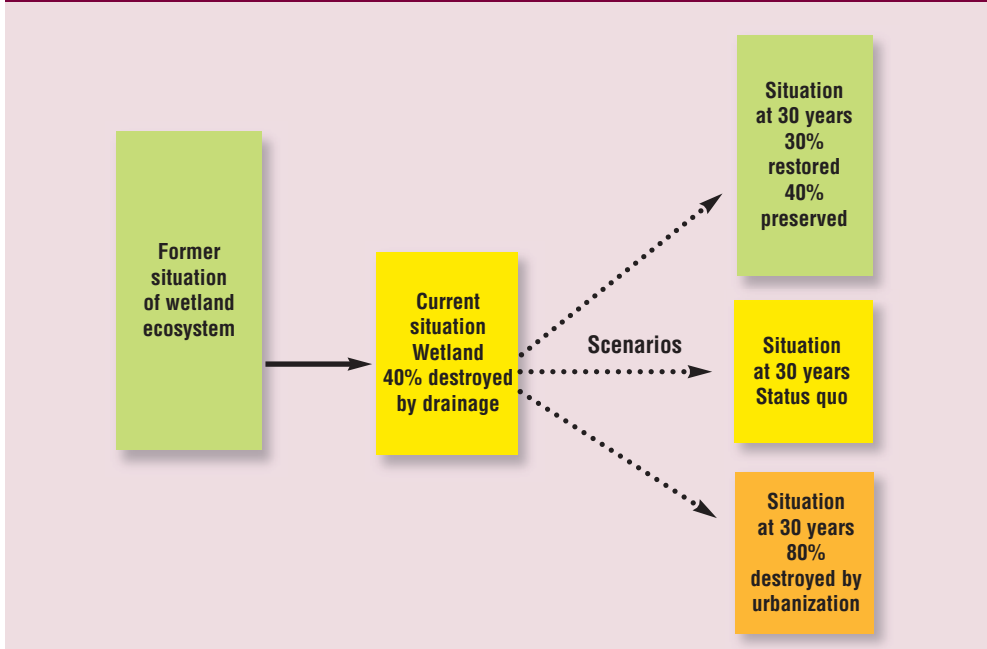 Former
situation
of wetland
ecosystem
Current
situation
Wetland
40% destroyed
by drainage
Scenarios
Situation
at 30 years
30%
restored
40%
preserved
Situation
at 30 years
Status quo
Situation
at 30 years
80%
destroyed by
urbanization